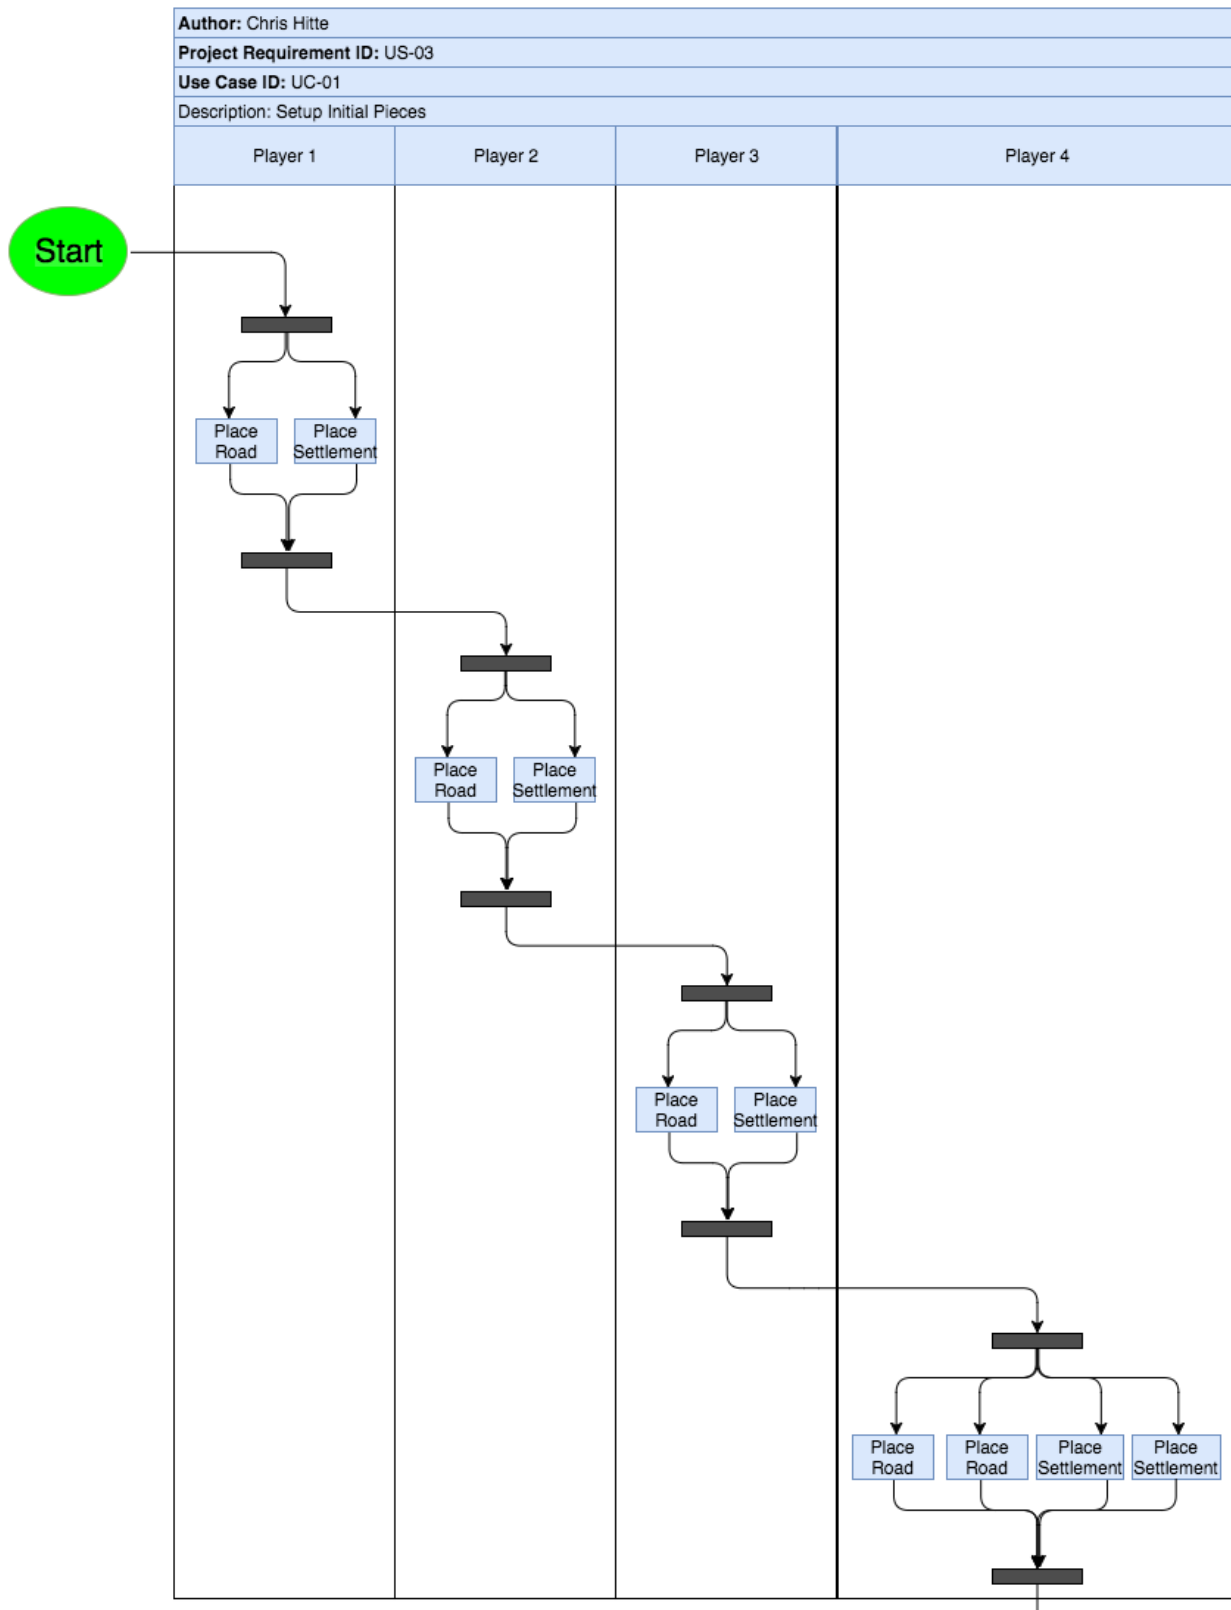 Author: Chris Hitte
Project Requirement ID: US-03
Use Case ID: UC-01
Description: Setup Initial Pieces
Player 1
Player 2
Player 3
Player 4
Start
Place
Road
Place
Settlement
Place
Road
Place
Settlement
Place
Road
Place
Settlement
Place
Road
Place
Road
Place
Settlement
Place
Settlement